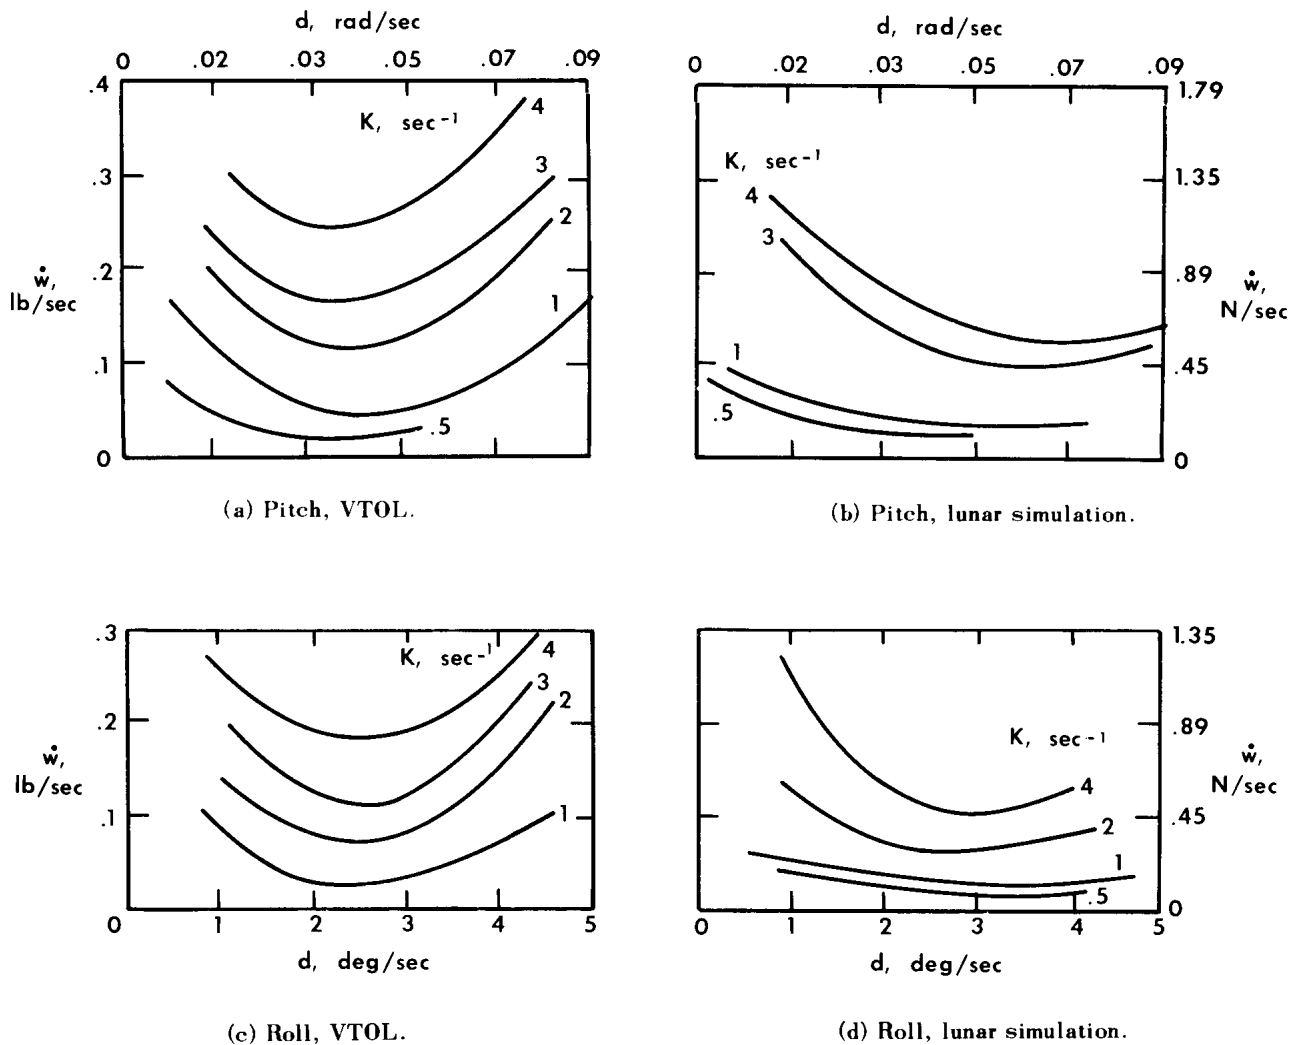 d, rad/sec
0 .02 .03 .05 .07 .09
.4
.3
.2
.1
0
ẇ,
lb/sec
K, sec-1
4
3
2
1
.5
(a) Pitch, VTOL.
d, rad/sec
0 .02 .03 .05 .07 .09
1.79
1.35
.89
.45
0
ẇ,
N/sec
K, sec-1
4
3
1
.5
(b) Pitch, lunar simulation.
.3
.2
.1
0 1 2 3 4 5
ẇ,
lb/sec
K, sec-1
4
3
2
1
d, deg/sec
(c) Roll, VTOL.
1.35
.89
.45
0
ẇ,
N/sec
K, sec-1
4
2
1
.5
0 1 2 3 4 5
d, deg/sec
(d) Roll, lunar simulation.